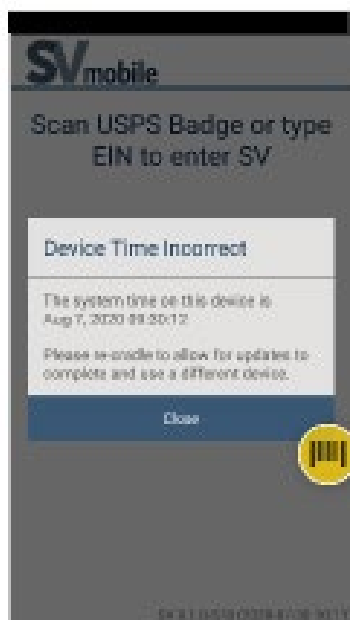 SVmobile
Scan USPS Badge or type
EIN to enter SV
Device Time Incorrect
The system time on this device is
Aug 7, 2020 09:30:12
Please re-cradle to allow for updates to
complete and use a different device.
Close